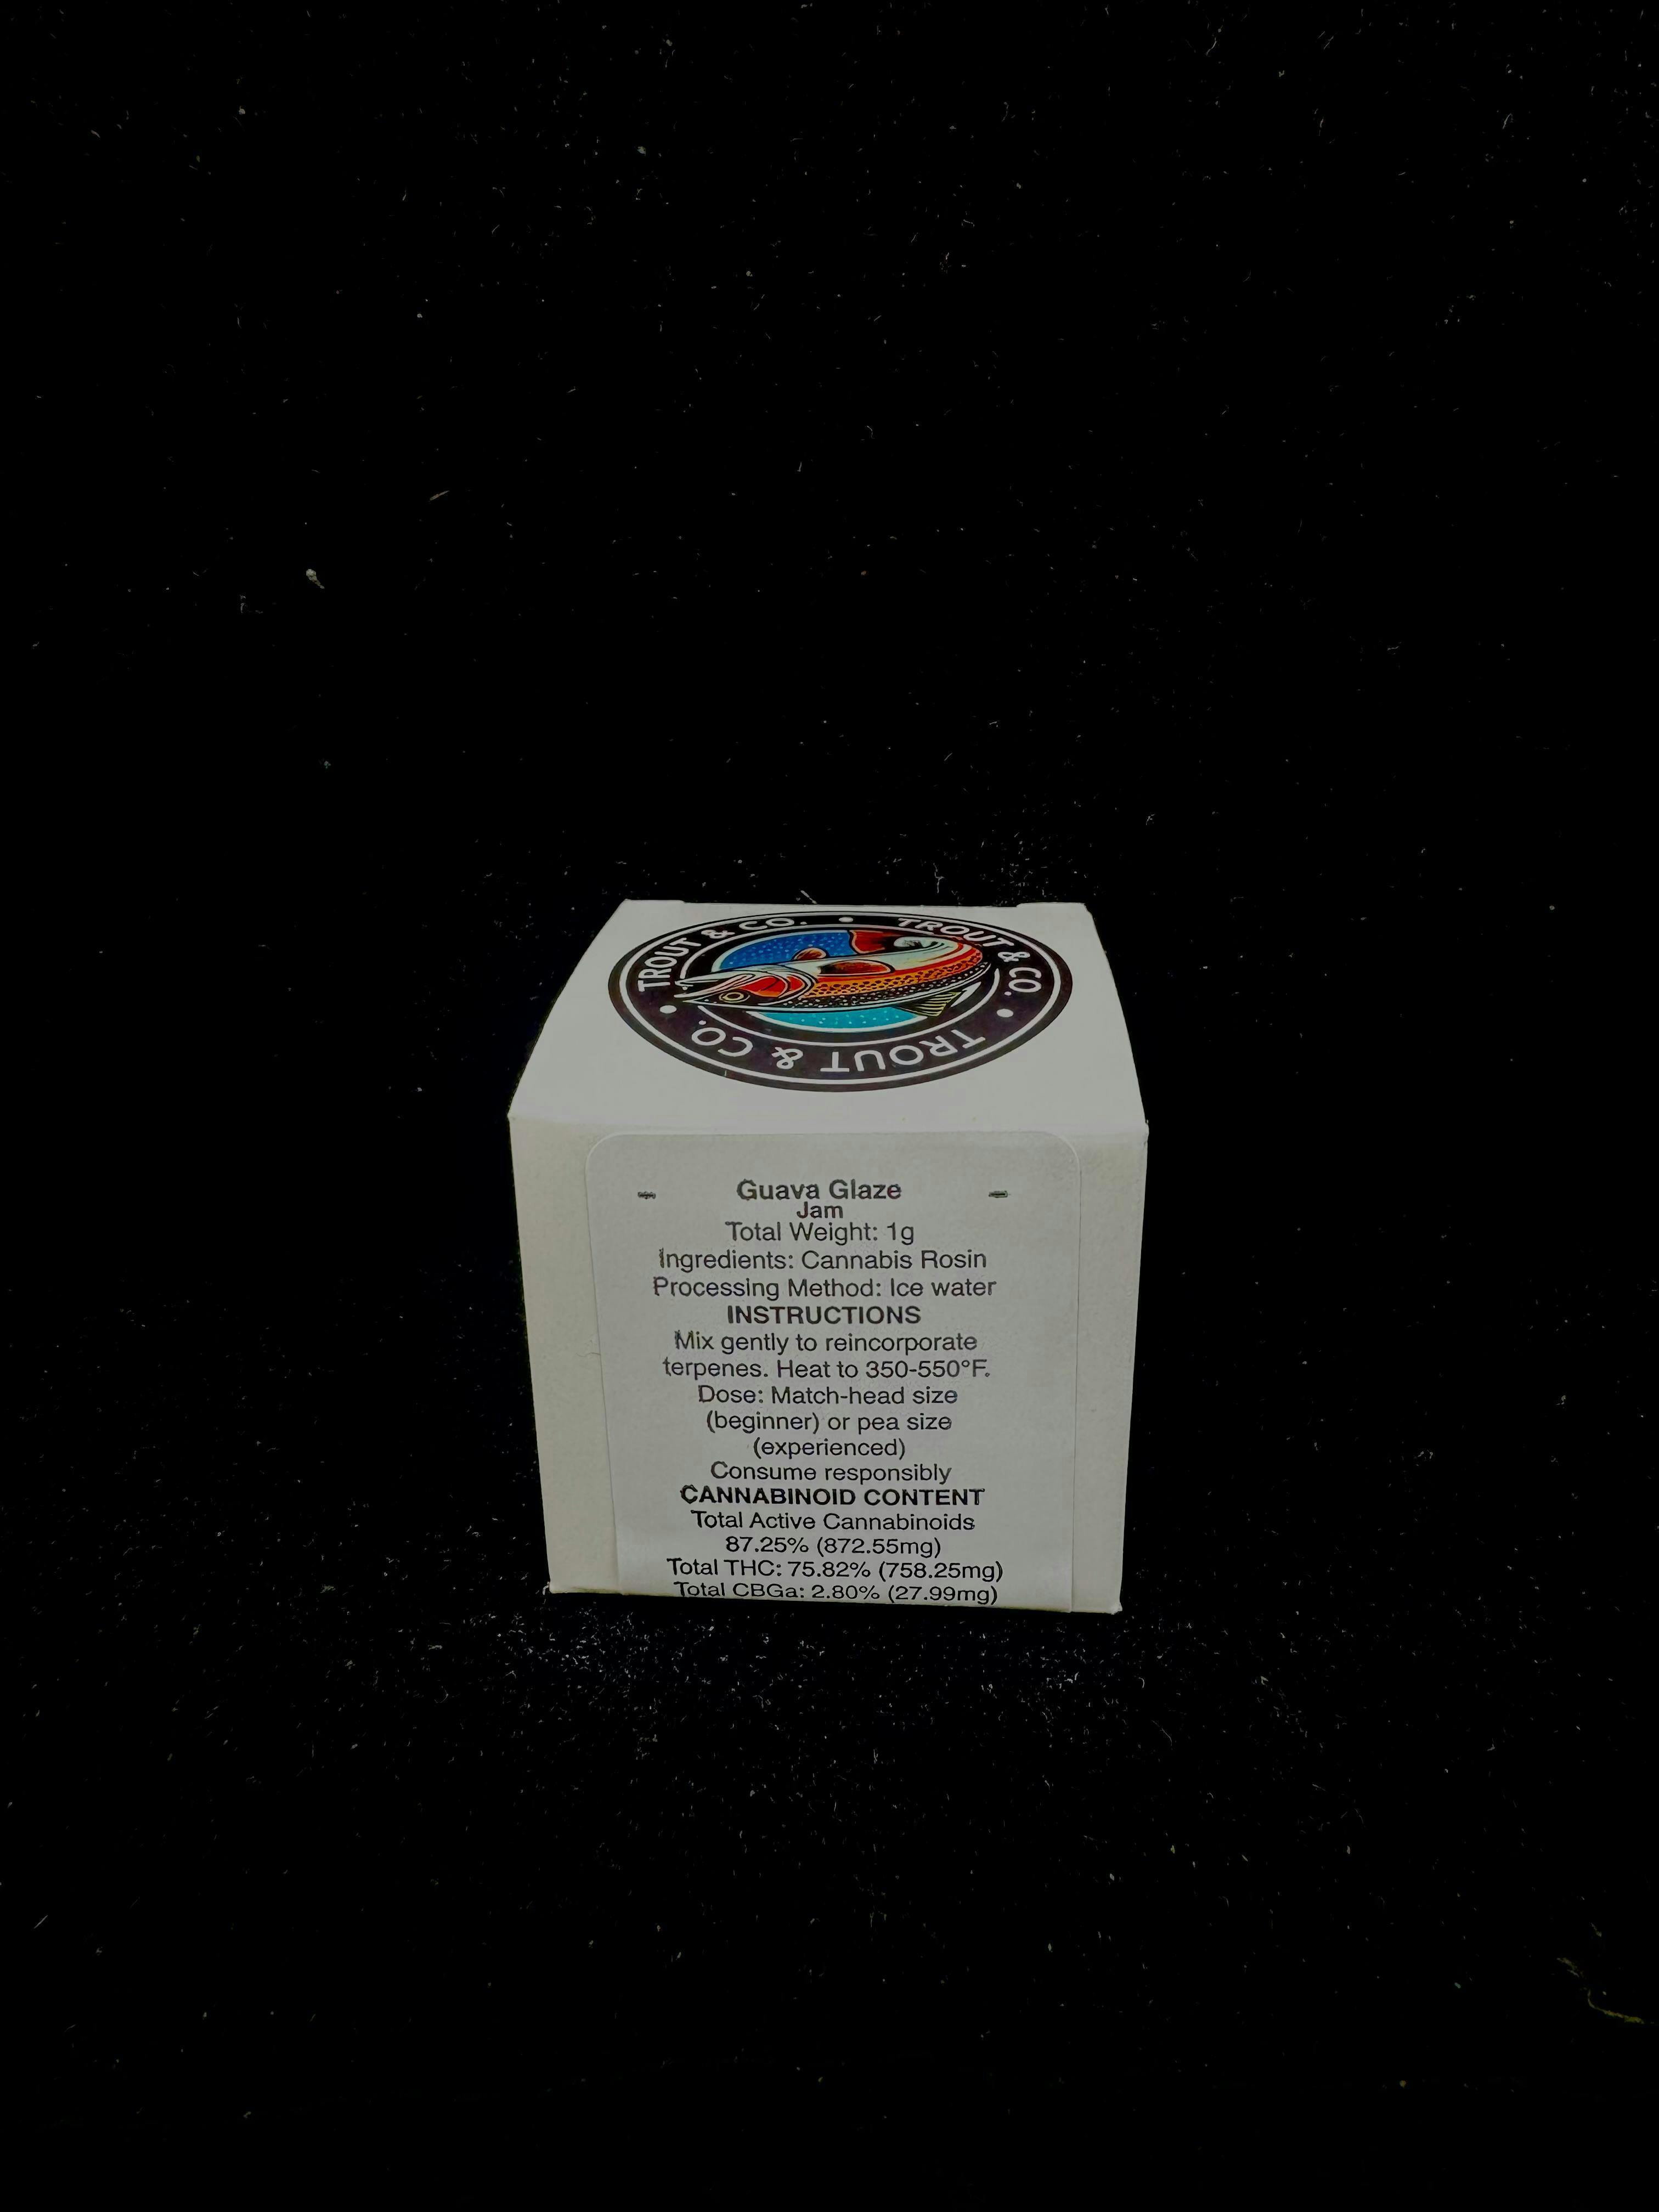 TROUT & CO. • TROUT & CO. • TROUT & CO. •
Guava Glaze
Jam
Total Weight: 1g
Ingredients: Cannabis Rosin
Processing Method: Ice water
INSTRUCTIONS
Mix gently to reincorporate
terpenes. Heat to 350-550°F.
Dose: Match-head size
(beginner) or pea size
(experienced)
Consume responsibly
CANNABINOID CONTENT
Total Active Cannabinoids
87.25% (872.55mg)
Total THC: 75.82% (758.25mg)
Total CBGa: 2.80% (27.99mg)